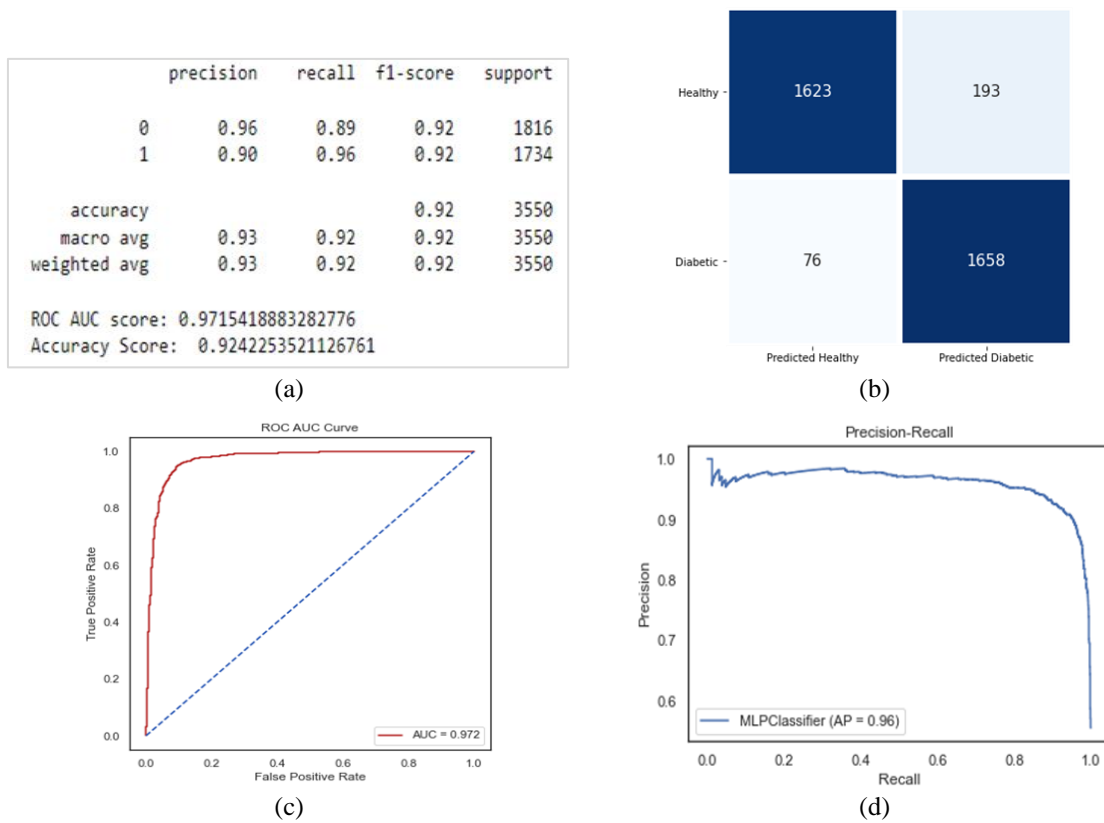 precision recall f1-score support
0 0.96 0.89 0.92 1816
1 0.90 0.96 0.92 1734
accuracy 0.92 3550
macro avg 0.93 0.92 0.92 3550
weighted avg 0.93 0.92 0.92 3550
ROC AUC score: 0.9715418883282776
Accuracy Score: 0.9242253521126761
(a)
Healthy
1623 193
Diabetic
76 1658
Predicted Healthy Predicted Diabetic
(b)
ROC AUC Curve
True Positive Rate
1.0
0.8
0.6
0.4
0.2
0.0
AUC = 0.972
0.0 0.2 0.4 0.6 0.8 1.0
False Positive Rate
(c)
Precision-Recall
Precision
1.0
0.9
0.8
0.7
0.6
MLPClassifier (AP = 0.96)
0.0 0.2 0.4 0.6 0.8 1.0
Recall
(d)